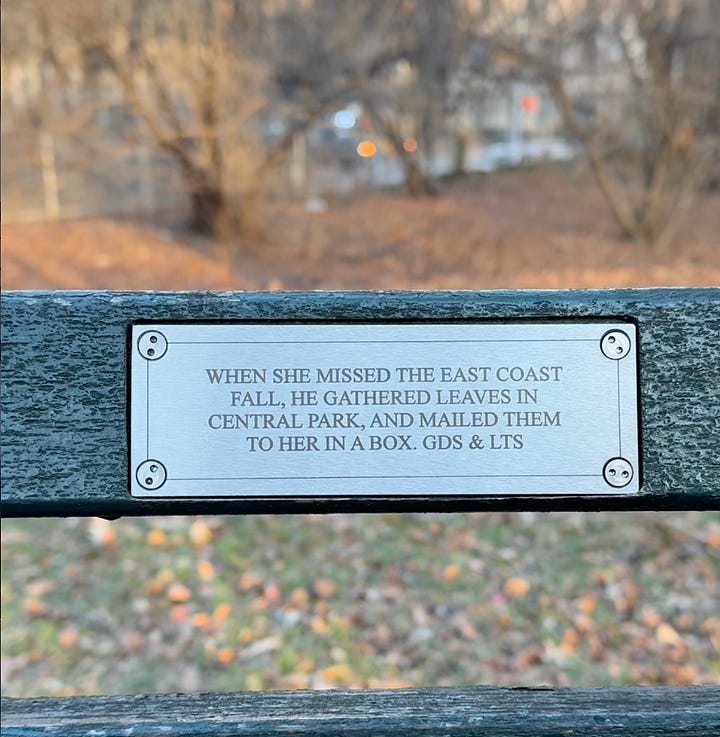 WHEN SHE MISSED THE EAST COAST
FALL, HE GATHERED LEAVES IN
CENTRAL PARK, AND MAILED THEM
TO HER IN A BOX. GDS & LTS